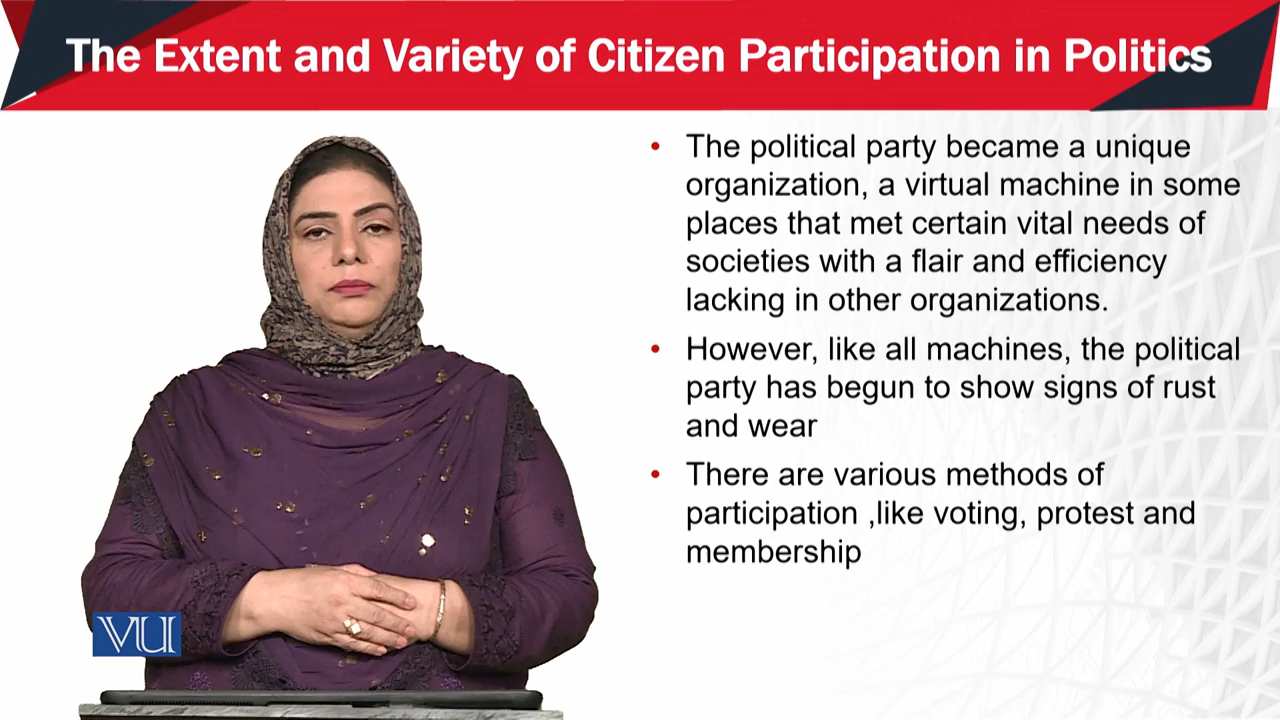 The Extent and Variety of Citizen Participation in Politics
• The political party became a unique
organization, a virtual machine in some
places that met certain vital needs of
societies with a flair and efficiency
lacking in other organizations.
• However, like all machines, the political
party has begun to show signs of rust
and wear
• There are various methods of
participation ,like voting, protest and
membership
VU